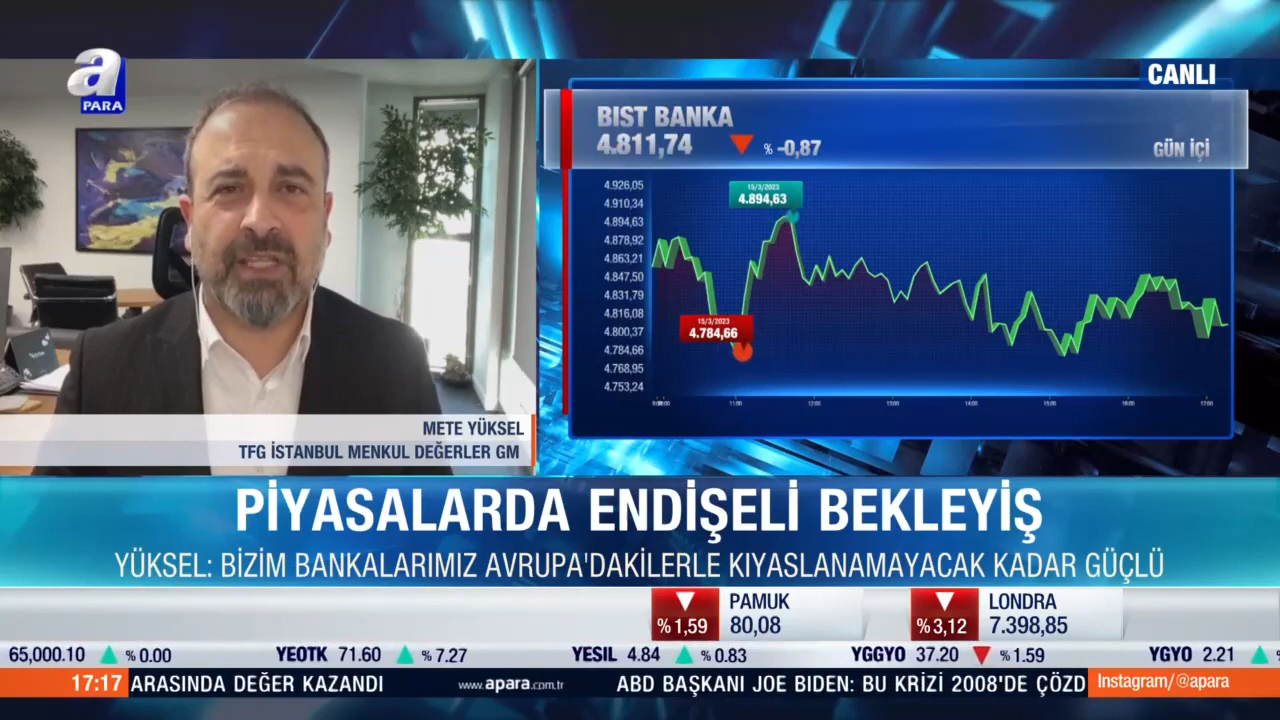 a
PARA
CANLI
BIST BANKA
4.811,74 % -0,87
GÜN İÇİ
4.926,05
4.910,34
4.894,63
4.878,92
4.863,21
4.847,50
4.831,79
4.816,08
4.800,37
4.784,66
4.768,95
4.753,24
15/3/2023
4.894,63
15/3/2023
4.784,66
11:00 12:00 13:00 14:00 15:00 16:00 17:00
METE YÜKSEL
TFG İSTANBUL MENKUL DEĞERLER GM
PİYASALARDA ENDİŞELİ BEKLEYİŞ
YÜKSEL: BİZİM BANKALARIMIZ AVRUPA'DAKİLERLE KIYASLANAMAYACAK KADAR GÜÇLÜ
% 1,59 PAMUK 80,08
% 3,12 LONDRA 7.398,85
65,000.10 % 0.00 YEOTK 71.60 % 7.27 YESIL 4.84 % 0.83 YGGYO 37.20 % 1.59 YGYO 2.21 %
17:17 ARASINDA DEĞER KAZANDI www.apara.com.tr ABD BAŞKANI JOE BIDEN: BU KRİZİ 2008'DE ÇÖZD Instagram/@apara